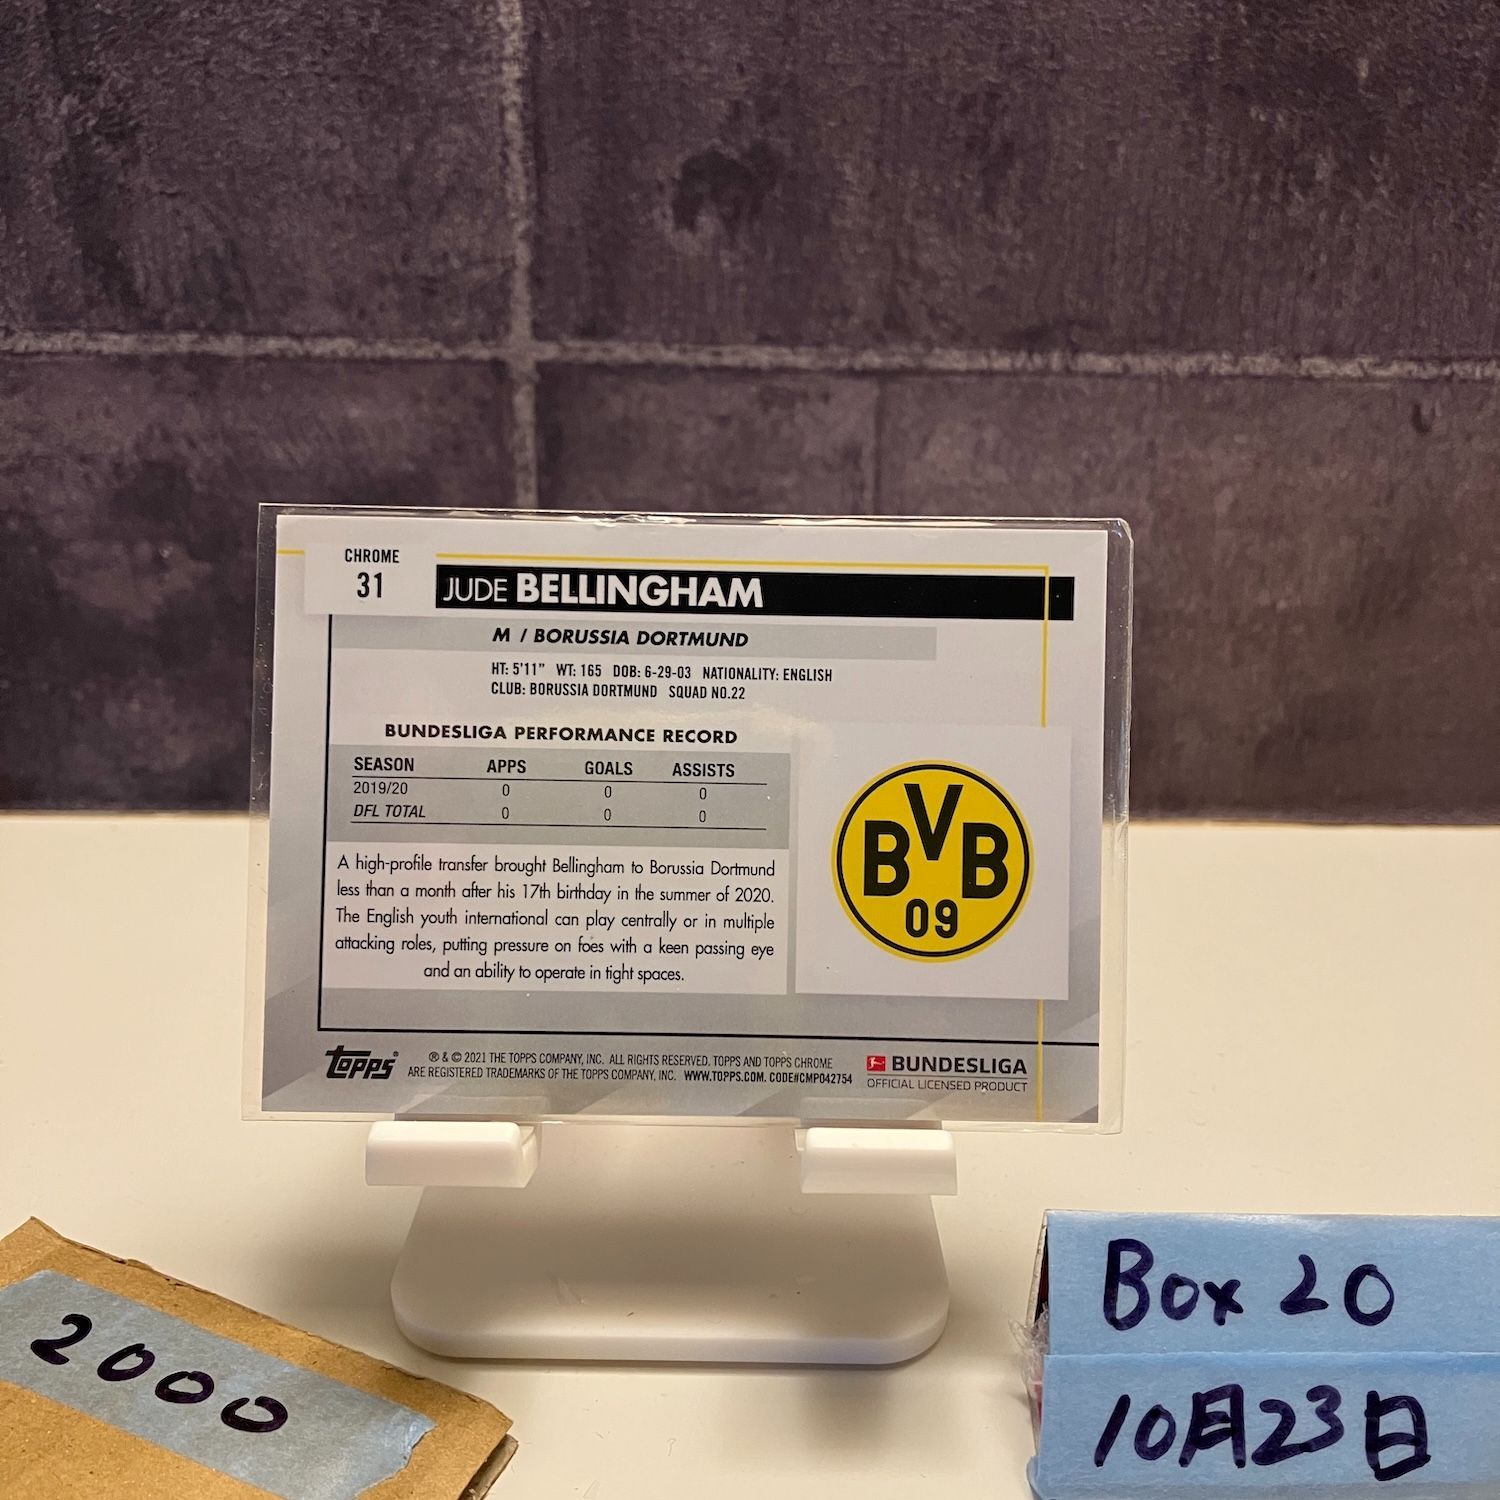 CHROME
31
JUDE BELLINGHAM
M / BORUSSIA DORTMUND
HT: 5'11" WT: 165 DOB: 6-29-03 NATIONALITY: ENGLISH
CLUB: BORUSSIA DORTMUND SQUAD NO.22
BUNDESLIGA PERFORMANCE RECORD
SEASON APPS GOALS ASSISTS
2019/20 0 0 0
DFL TOTAL 0 0 0
A high-profile transfer brought Bellingham to Borussia Dortmund
less than a month after his 17th birthday in the summer of 2020.
The English youth international can play centrally or in multiple
attacking roles, putting pressure on foes with a keen passing eye
and an ability to operate in tight spaces.
BVB
09
topps®
® & © 2021 THE TOPPS COMPANY, INC. ALL RIGHTS RESERVED. TOPPS AND TOPPS CHROME
ARE REGISTERED TRADEMARKS OF THE TOPPS COMPANY, INC. WWW.TOPPS.COM. CODE#CMP042754
BUNDESLIGA
OFFICIAL LICENSED PRODUCT
2000
Box 20
10月23日